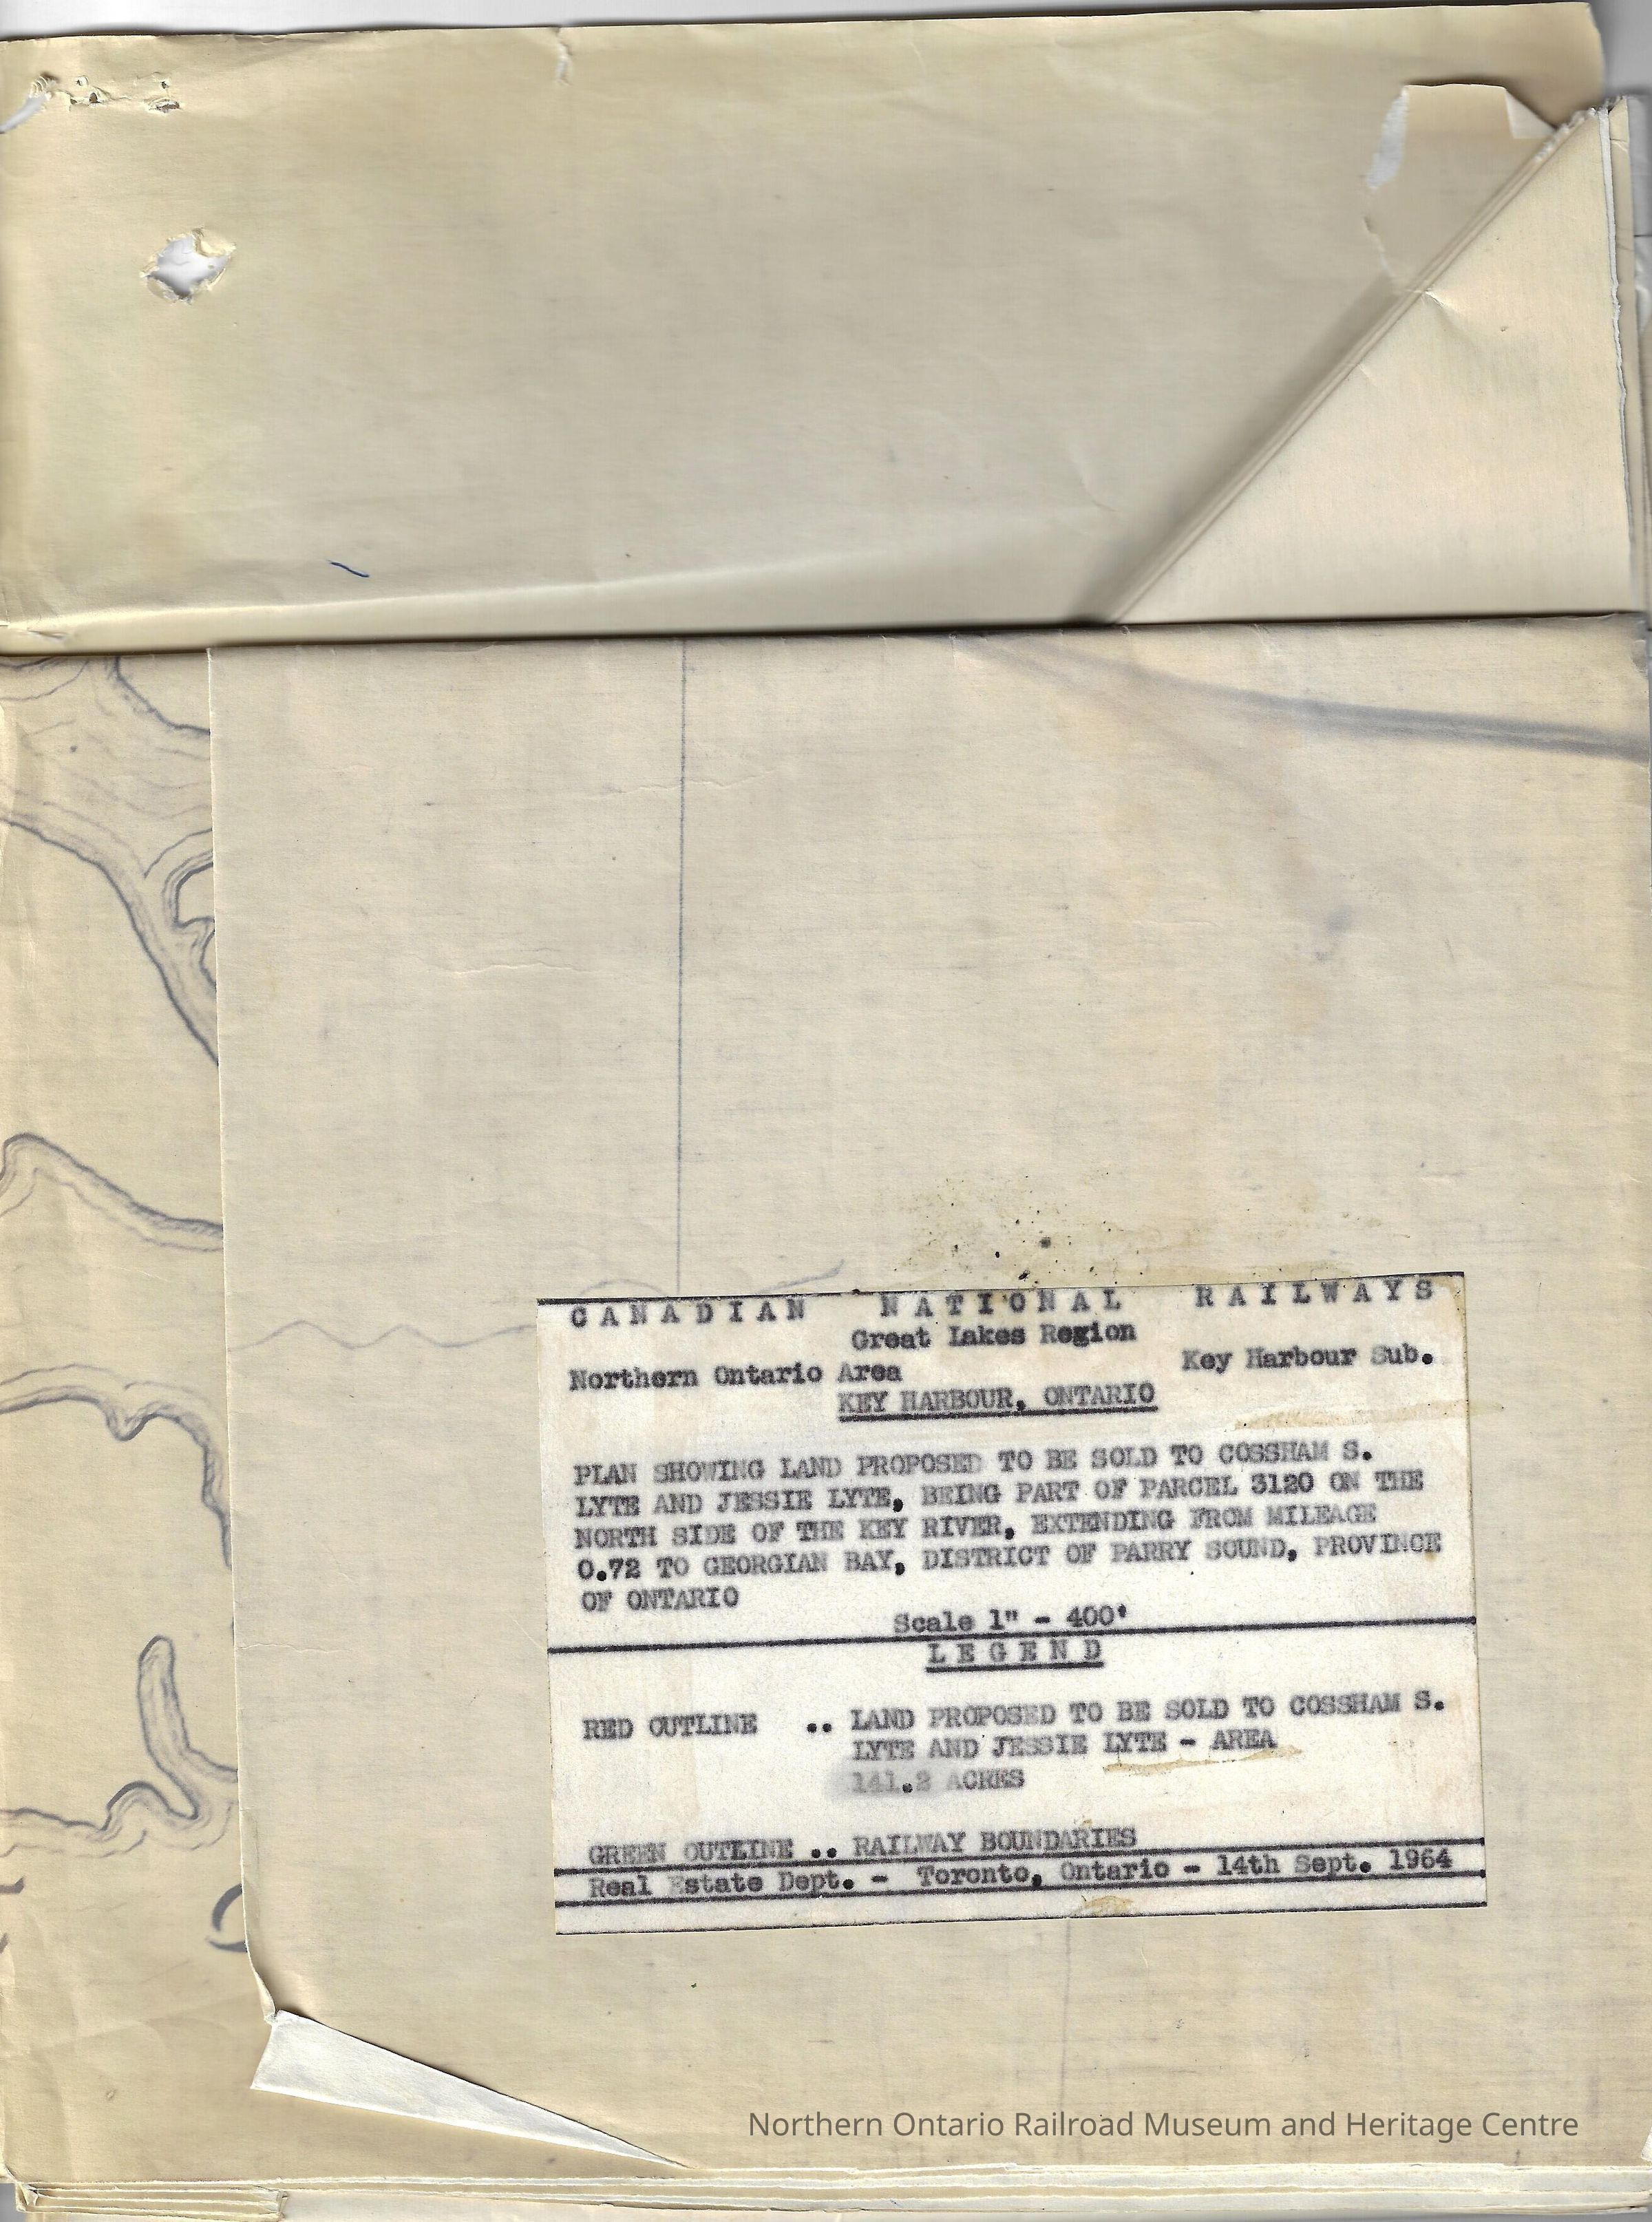 CANADIAN NATIONAL RAILWAYS
Great Lakes Region
Northern Ontario Area Key Harbour Sub.
KEY HARBOUR, ONTARIO
PLAN SHOWING LAND PROPOSED TO BE SOLD TO COSSHAM S.
LYTE AND JESSIE LYTE, BEING PART OF PARCEL 3120 ON THE
NORTH SIDE OF THE KEY RIVER, EXTENDING FROM MILEAGE
0.72 TO GEORGIAN BAY, DISTRICT OF PARRY SOUND, PROVINCE
OF ONTARIO
Scale 1" - 400'
LEGEND
RED OUTLINE .. LAND PROPOSED TO BE SOLD TO COSSHAM S.
LYTE AND JESSIE LYTE - AREA
141.2 ACRES
GREEN OUTLINE .. RAILWAY BOUNDARIES
Real Estate Dept. - Toronto, Ontario - 14th Sept. 1964
Northern Ontario Railroad Museum and Heritage Centre